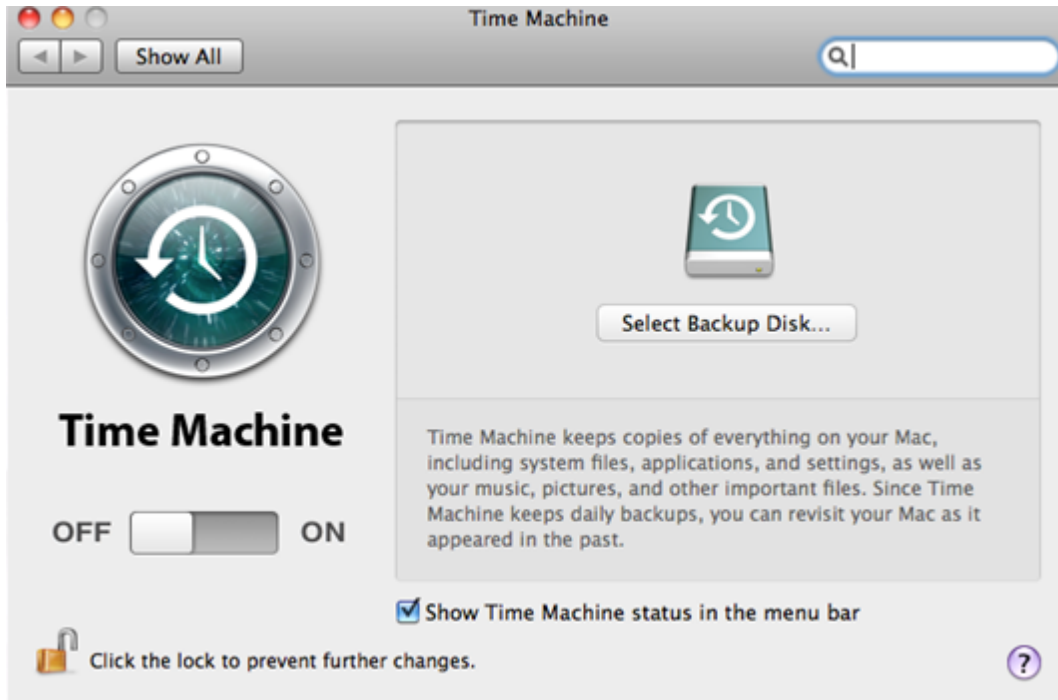 Time Machine
Show All
Select Backup Disk...
Time Machine
Time Machine keeps copies of everything on your Mac,
including system files, applications, and settings, as well as
your music, pictures, and other important files. Since Time
Machine keeps daily backups, you can revisit your Mac as it
appeared in the past.
OFF ON
Show Time Machine status in the menu bar
Click the lock to prevent further changes.
?